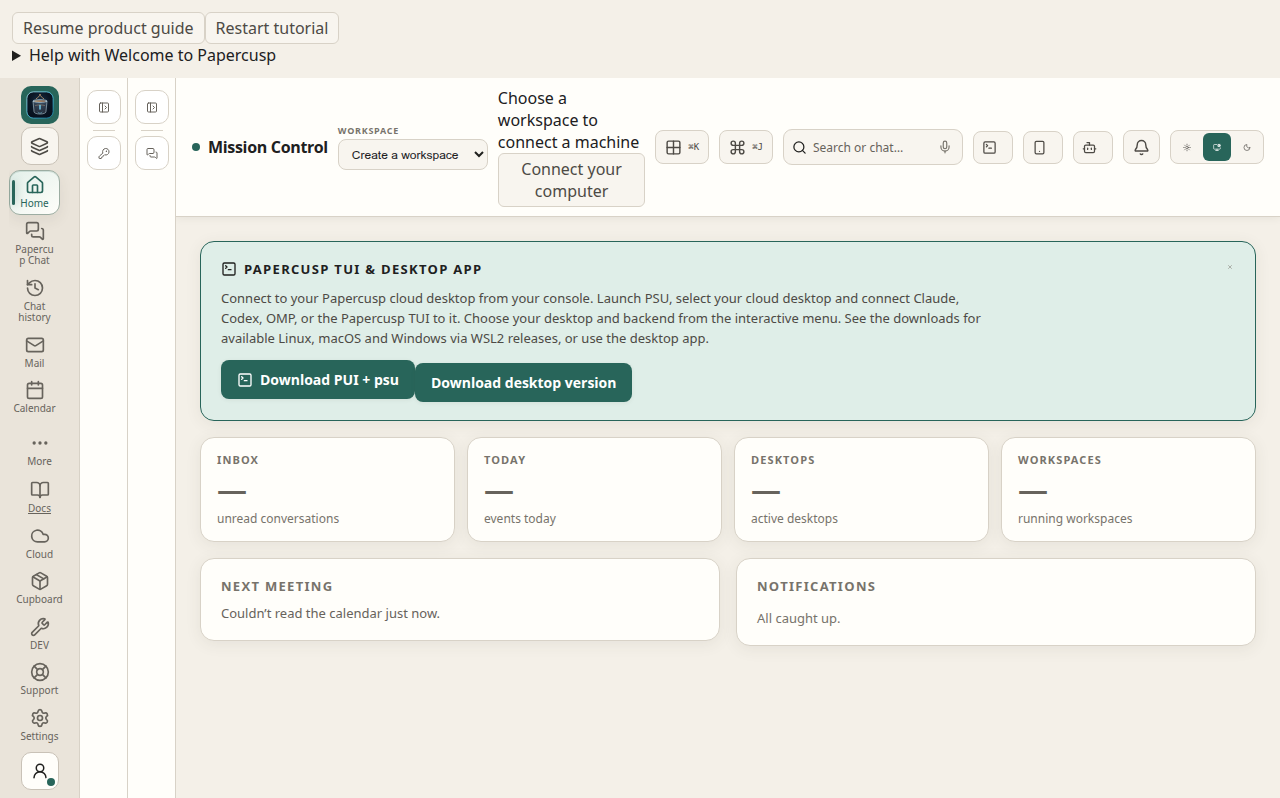 Resume product guide
Restart tutorial
Help with Welcome to Papercusp
Home
Papercu
p Chat
Chat
history
Mail
Calendar
More
Docs
Cloud
Cupboard
DEV
Support
Settings
Mission Control
WORKSPACE
Create a workspace
Choose a
workspace to
connect a machine
Connect your
computer
⌘K
⌘J
Search or chat...
PAPERCUSP TUI & DESKTOP APP
Connect to your Papercusp cloud desktop from your console. Launch PSU, select your cloud desktop and connect Claude,
Codex, OMP, or the Papercusp TUI to it. Choose your desktop and backend from the interactive menu. See the downloads for
available Linux, macOS and Windows via WSL2 releases, or use the desktop app.
Download PUI + psu
Download desktop version
INBOX
—
unread conversations
TODAY
—
events today
DESKTOPS
—
active desktops
WORKSPACES
—
running workspaces
NEXT MEETING
Couldn't read the calendar just now.
NOTIFICATIONS
All caught up.